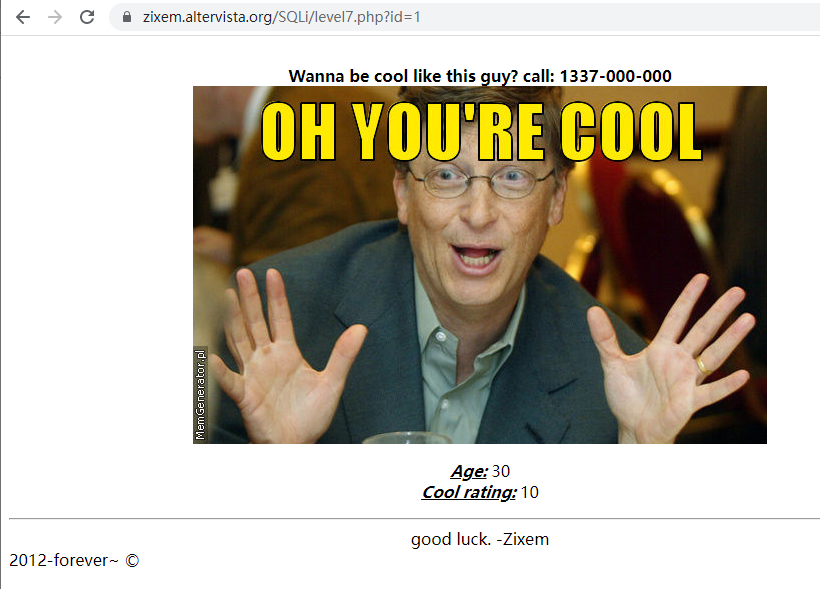 zixem.altervista.org/SQLi/level7.php?id=1
Wanna be cool like this guy? call: 1337-000-000
OH YOU'RE COOL
MemGenerator.pl
Age: 30
Cool rating: 10
good luck. -Zixem
2012-forever~ ©